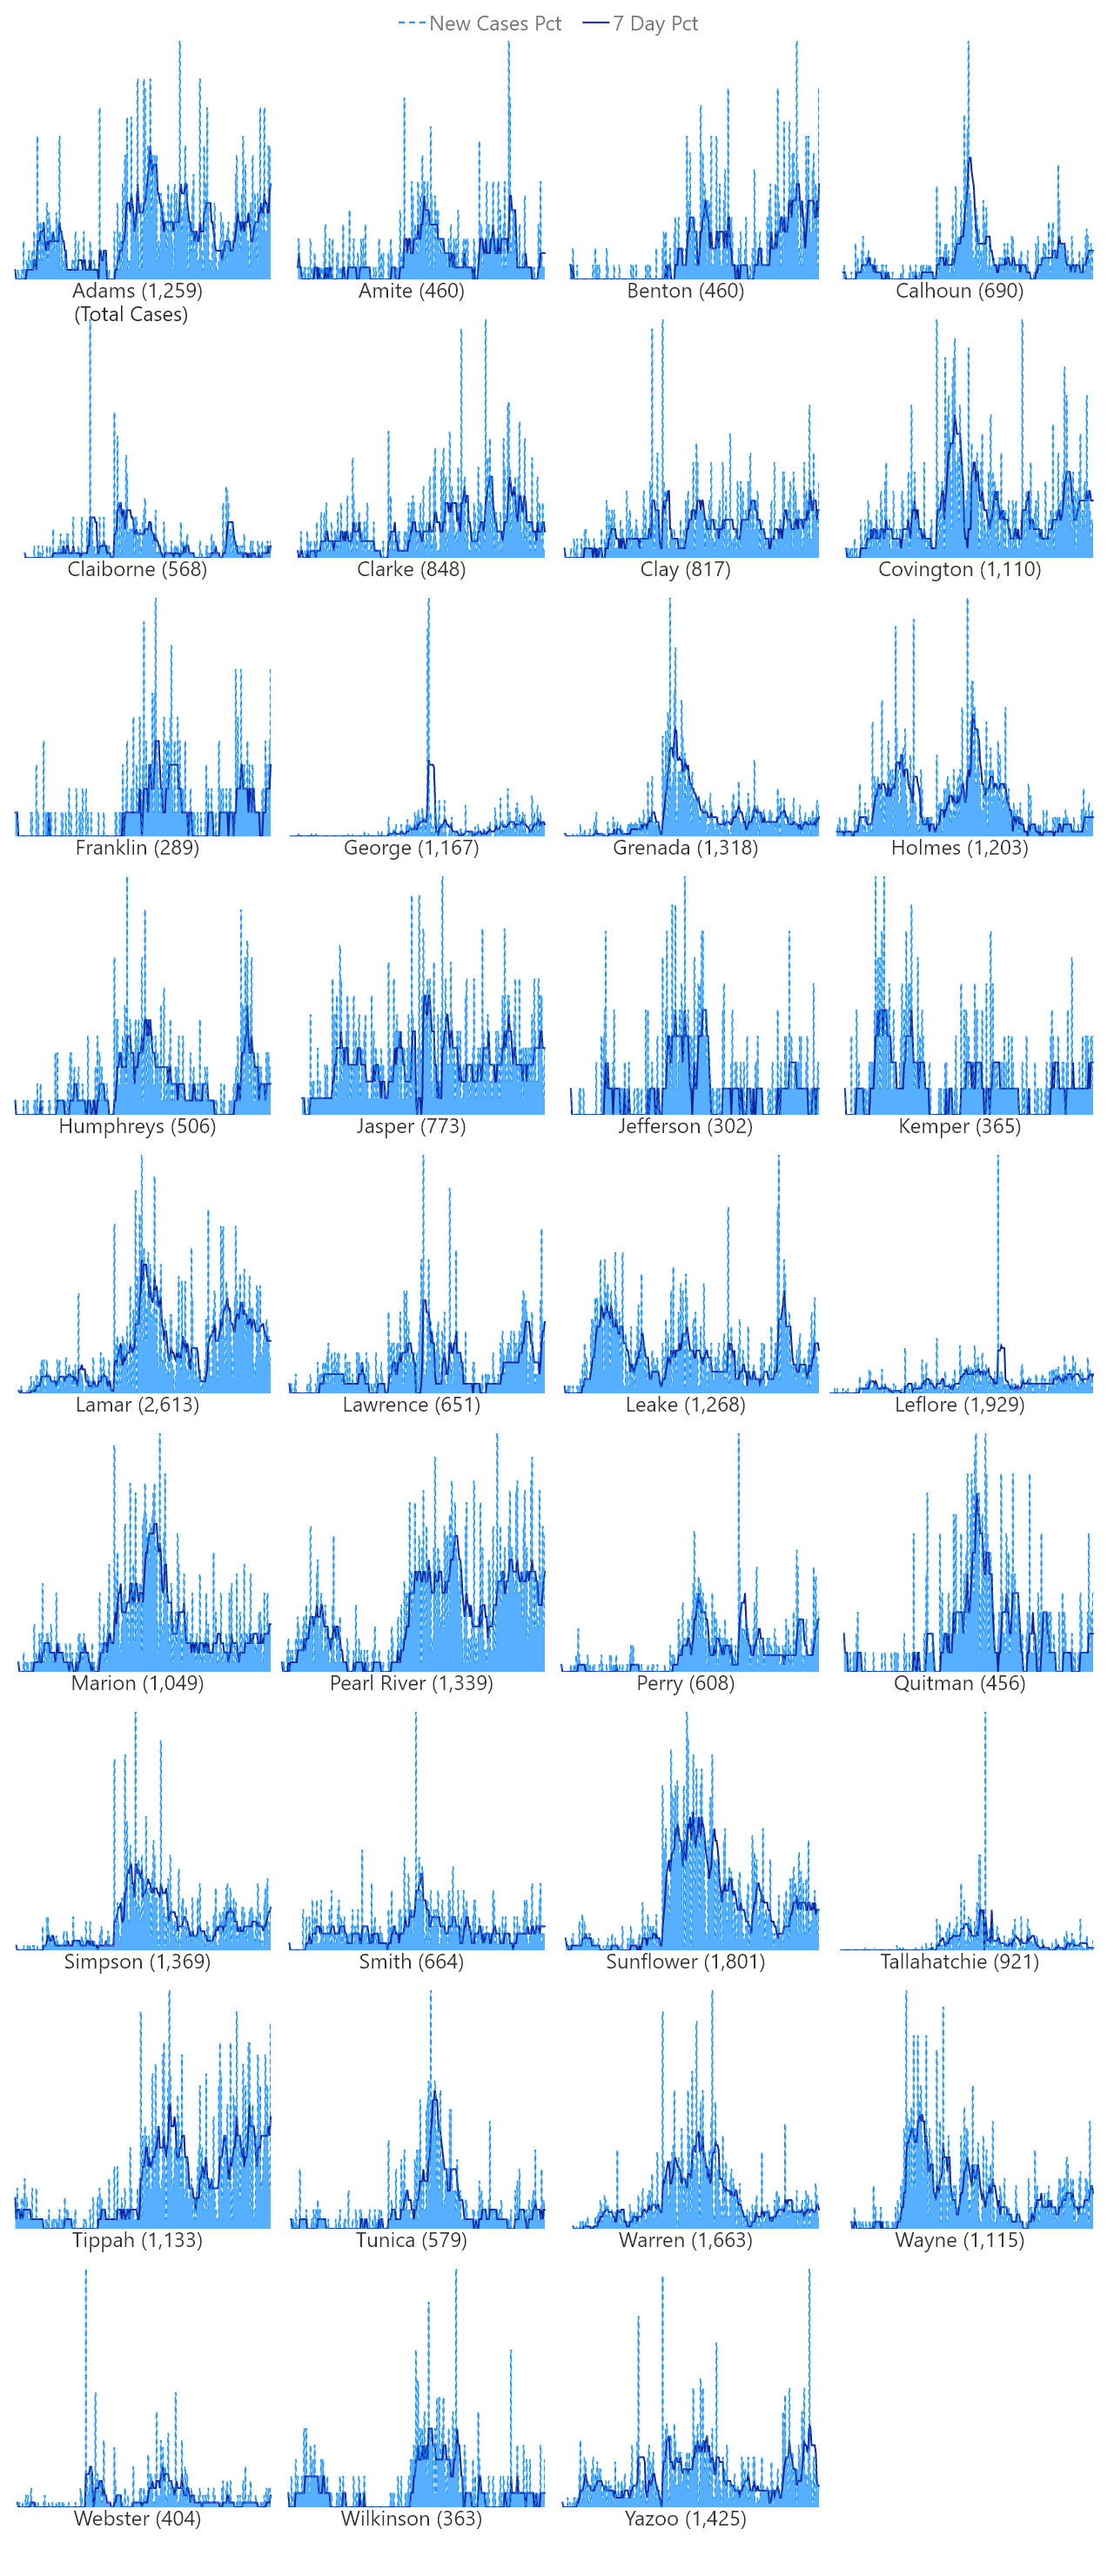 New Cases Pct 7 Day Pct
Adams (1,259) Amite (460) Benton (460) Calhoun (690)
(Total Cases)
Claiborne (568) Clarke (848) Clay (817) Covington (1,110)
Franklin (289) George (1,167) Grenada (1,318) Holmes (1,203)
Humphreys (506) Jasper (773) Jefferson (302) Kemper (365)
Lamar (2,613) Lawrence (651) Leake (1,268) Leflore (1,929)
Marion (1,049) Pearl River (1,339) Perry (608) Quitman (456)
Simpson (1,369) Smith (664) Sunflower (1,801) Tallahatchie (921)
Tippah (1,133) Tunica (579) Warren (1,663) Wayne (1,115)
Webster (404) Wilkinson (363) Yazoo (1,425)